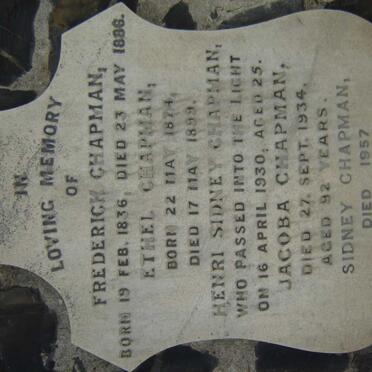 IN
LOVING MEMORY
OF
FREDERICK CHAPMAN,
BORN 19 FEB. 1836, DIED 23 MAY 1886.
ETHEL CHAPMAN,
BORN 22 MAY 1874,
DIED 17 MAY 1899.
HENRI SIDNEY CHAPMAN,
WHO PASSED INTO THE LIGHT
ON 16 APRIL 1930, AGED 25.
JACOBA CHAPMAN,
DIED 27. SEPT. 1934.
AGED 92 YEARS.
SIDNEY CHAPMAN,
DIED 1957